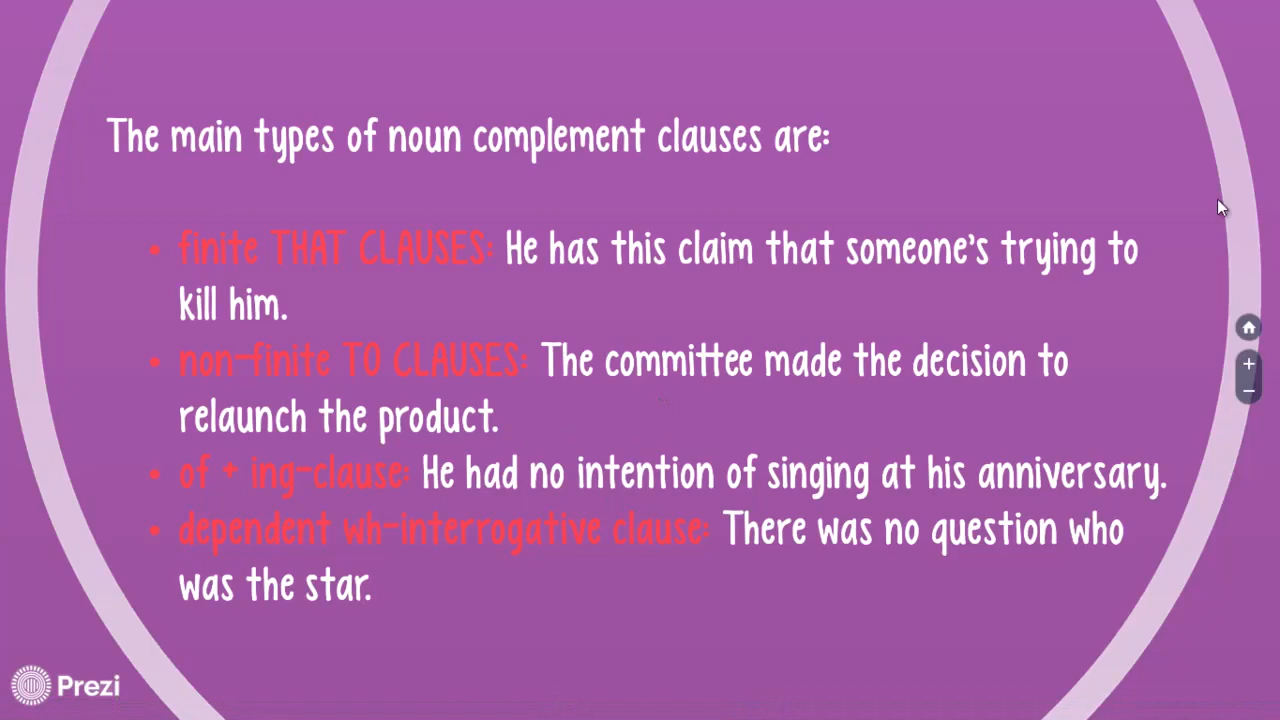 The main types of noun complement clauses are:
• finite THAT CLAUSES: He has this claim that someone's trying to
kill him.
• non-finite TO CLAUSES: The committee made the decision to
relaunch the product.
• of + ing-clause: He had no intention of singing at his anniversary.
• dependent wh-interrogative clause: There was no question who
was the star.
Prezi